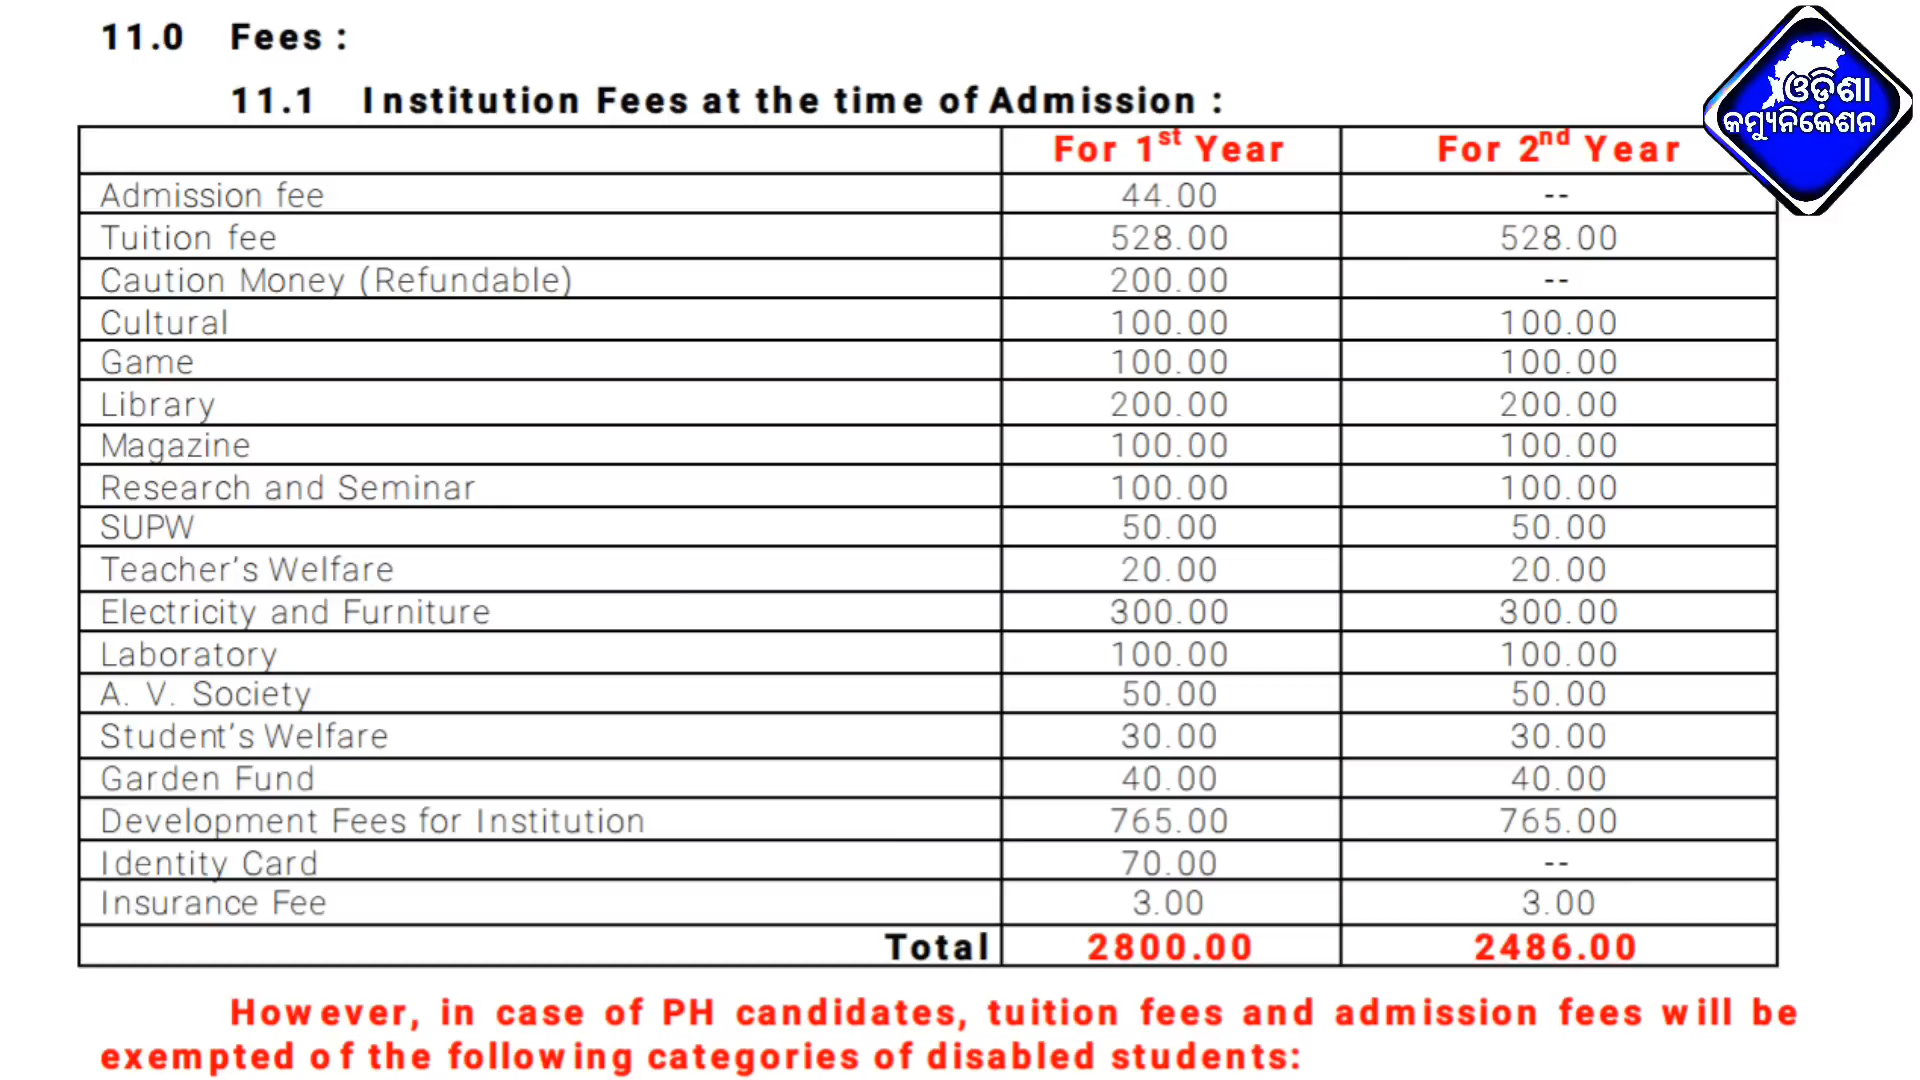 11.0 Fees :
11.1 Institution Fees at the time of Admission :
ଓଡ଼ିଶା
କମ୍ୟୁନିକେଶନ
For 1st Year For 2nd Year
Admission fee 44.00 --
Tuition fee 528.00 528.00
Caution Money (Refundable) 200.00 --
Cultural 100.00 100.00
Game 100.00 100.00
Library 200.00 200.00
Magazine 100.00 100.00
Research and Seminar 100.00 100.00
SUPW 50.00 50.00
Teacher’s Welfare 20.00 20.00
Electricity and Furniture 300.00 300.00
Laboratory 100.00 100.00
A. V. Society 50.00 50.00
Student’s Welfare 30.00 30.00
Garden Fund 40.00 40.00
Development Fees for Institution 765.00 765.00
Identity Card 70.00 --
Insurance Fee 3.00 3.00
Total 2800.00 2486.00
However, in case of PH candidates, tuition fees and admission fees will be
exempted of the following categories of disabled students: